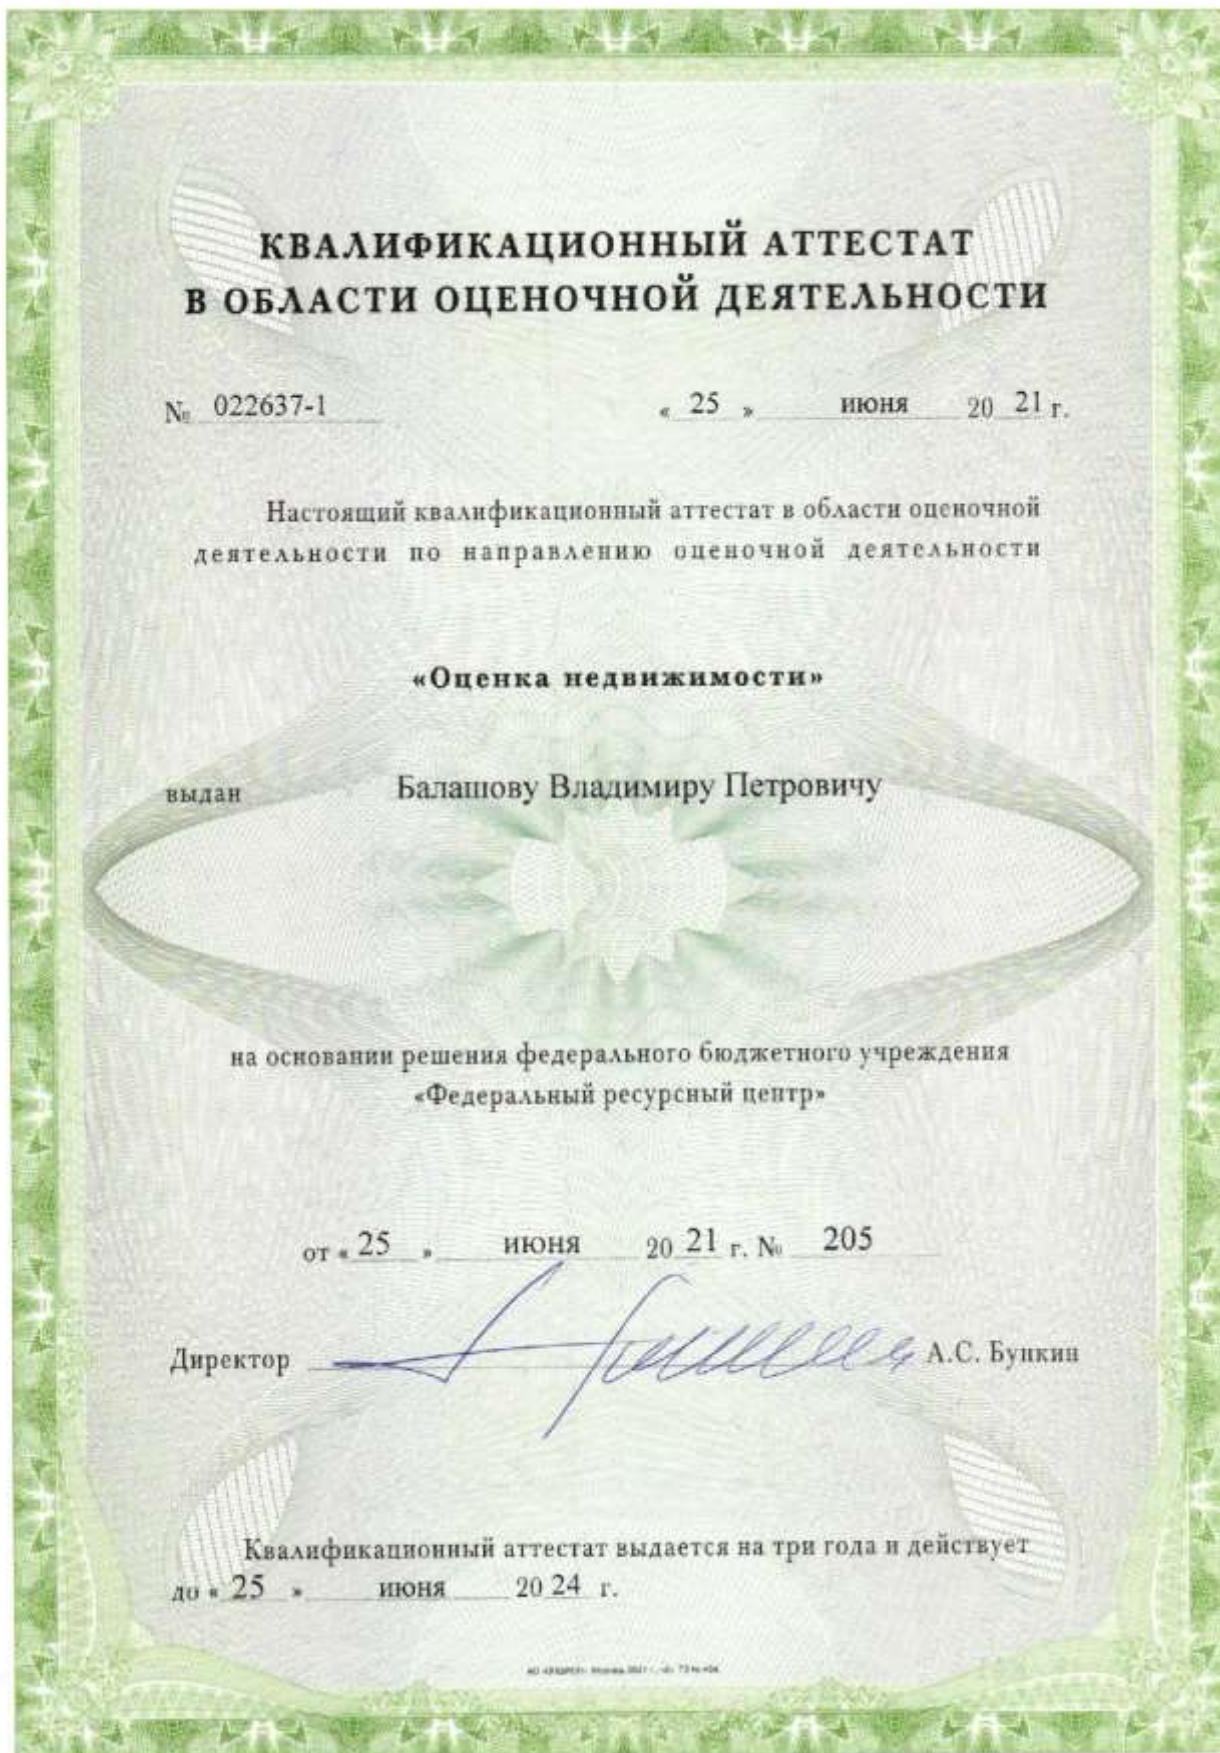 КВАЛИФИКАЦИОННЫЙ АТТЕСТАТ
В ОБЛАСТИ ОЦЕНОЧНОЙ ДЕЯТЕЛЬНОСТИ
№ 022637-1 « 25 » июня 20 21 г.
Настоящий квалификационный аттестат в области оценочной
деятельности по направлению оценочной деятельности
«Оценка недвижимости»
выдан Балашову Владимиру Петровичу
на основании решения федерального бюджетного учреждения
«Федеральный ресурсный центр»
от « 25 » июня 20 21 г. № 205
Директор А.С. Бункин
Квалификационный аттестат выдается на три года и действует
до « 25 » июня 20 24 г.